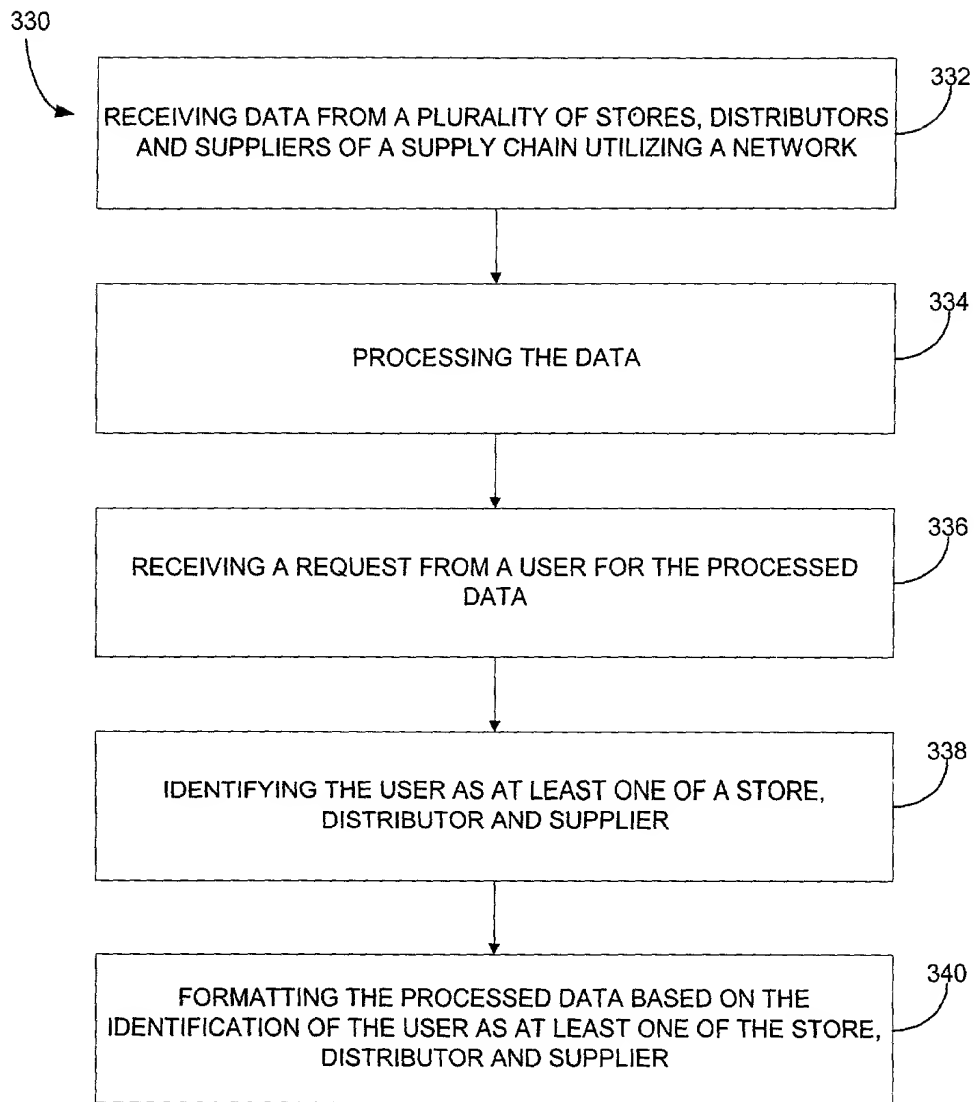 330
332
RECEIVING DATA FROM A PLURALITY OF STORES, DISTRIBUTORS
AND SUPPLIERS OF A SUPPLY CHAIN UTILIZING A NETWORK
334
PROCESSING THE DATA
336
RECEIVING A REQUEST FROM A USER FOR THE PROCESSED
DATA
338
IDENTIFYING THE USER AS AT LEAST ONE OF A STORE,
DISTRIBUTOR AND SUPPLIER
340
FORMATTING THE PROCESSED DATA BASED ON THE
IDENTIFICATION OF THE USER AS AT LEAST ONE OF THE STORE,
DISTRIBUTOR AND SUPPLIER